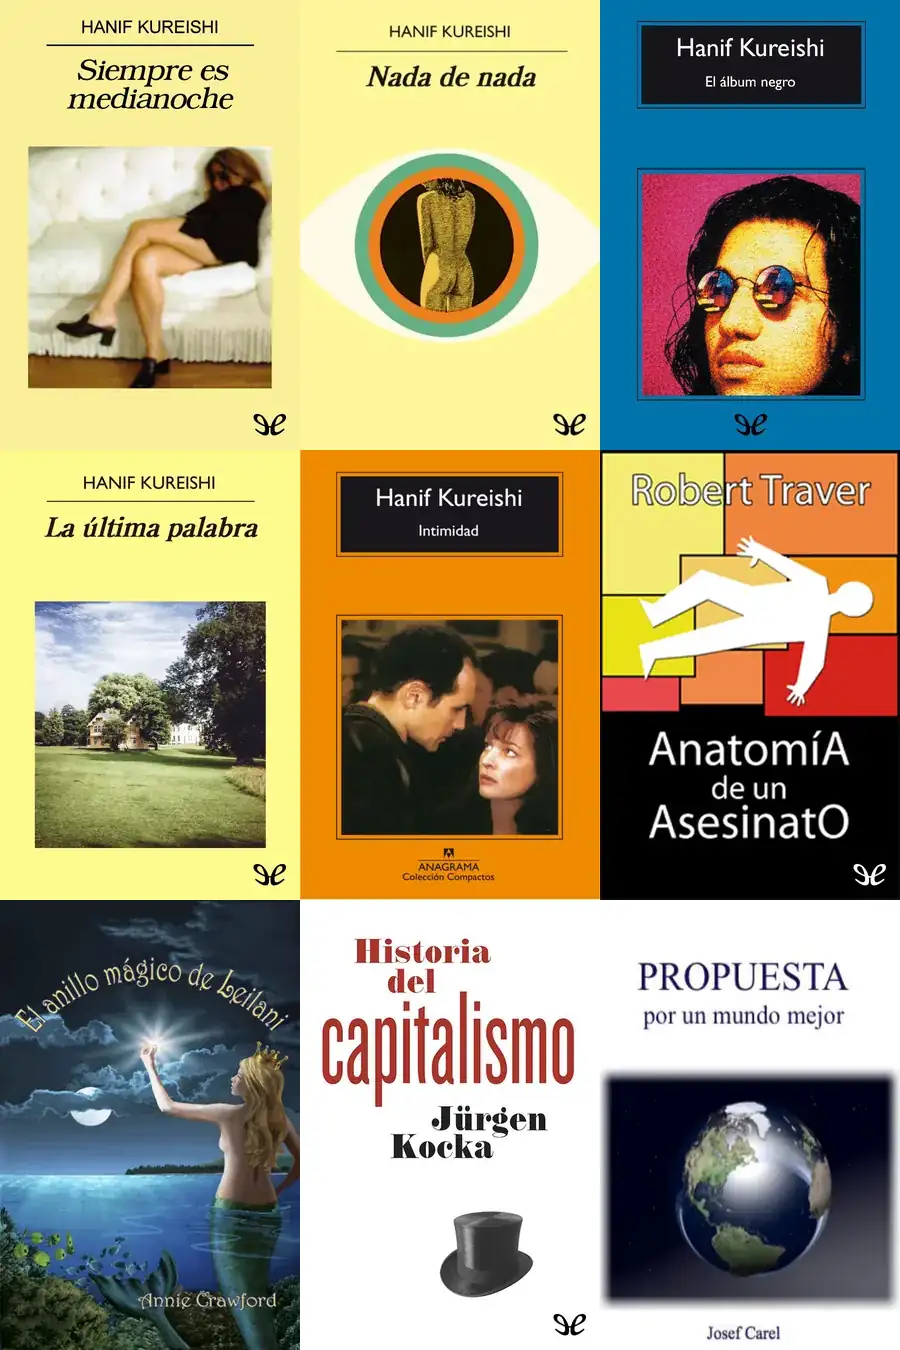 HANIF KUREISHI
Siempre es
medianoche
HANIF KUREISHI
Nada de nada
Hanif Kureishi
El álbum negro
HANIF KUREISHI
La última palabra
Hanif Kureishi
Intimidad
ANAGRAMA
Colección Compactos
Robert Traver
AnatomíA
de un
AsesinatO
El anillo mágico de Leilani
Annie Crawford
Historia
del
capitalismo
Jürgen
Kocka
PROPUESTA
por un mundo mejor
Josef Carel